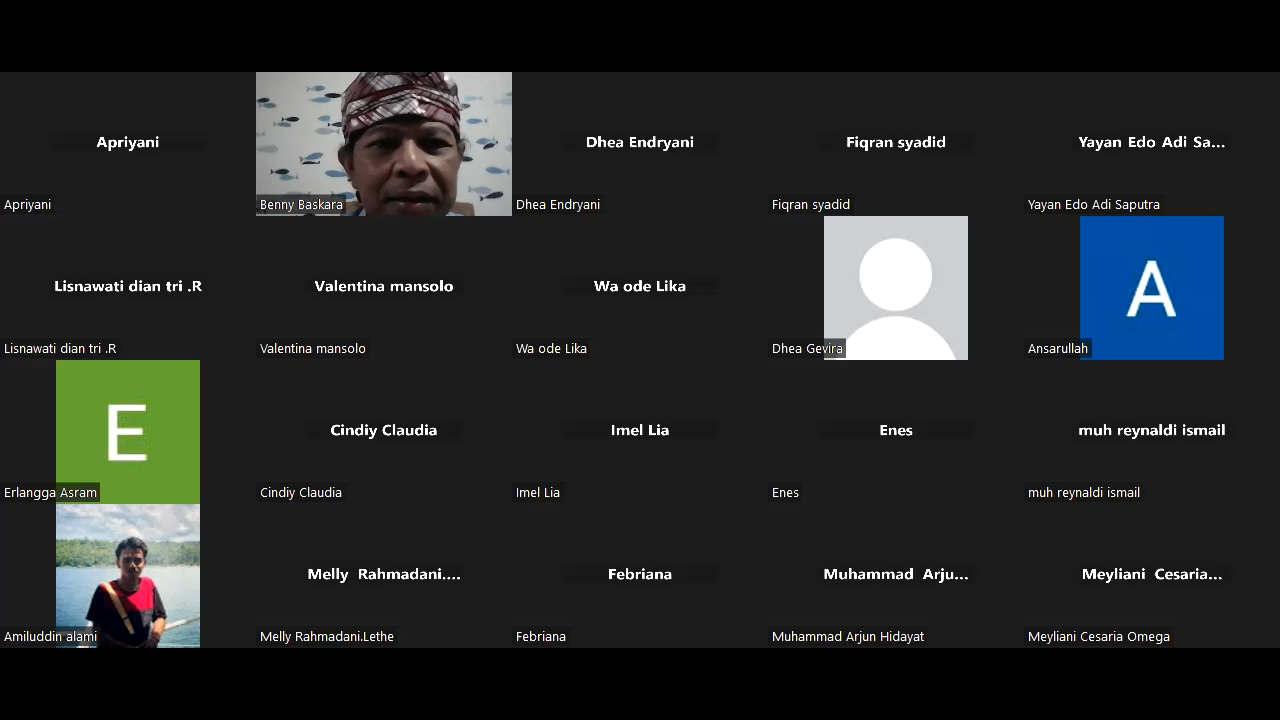 Apriyani
Apriyani
Benny Baskara
Dhea Endryani
Dhea Endryani
Fiqran syadid
Fiqran syadid
Yayan Edo Adi Sa...
Yayan Edo Adi Saputra
Lisnawati dian tri .R
Lisnawati dian tri .R
Valentina mansolo
Valentina mansolo
Wa ode Lika
Wa ode Lika
Dhea Gevira
A
Ansarullah
E
Erlangga Asram
Cindiy Claudia
Cindiy Claudia
Imel Lia
Imel Lia
Enes
Enes
muh reynaldi ismail
muh reynaldi ismail
Amiluddin alami
Melly Rahmadani....
Melly Rahmadani.Lethe
Febriana
Febriana
Muhammad Arju...
Muhammad Arjun Hidayat
Meyliani Cesaria...
Meyliani Cesaria Omega